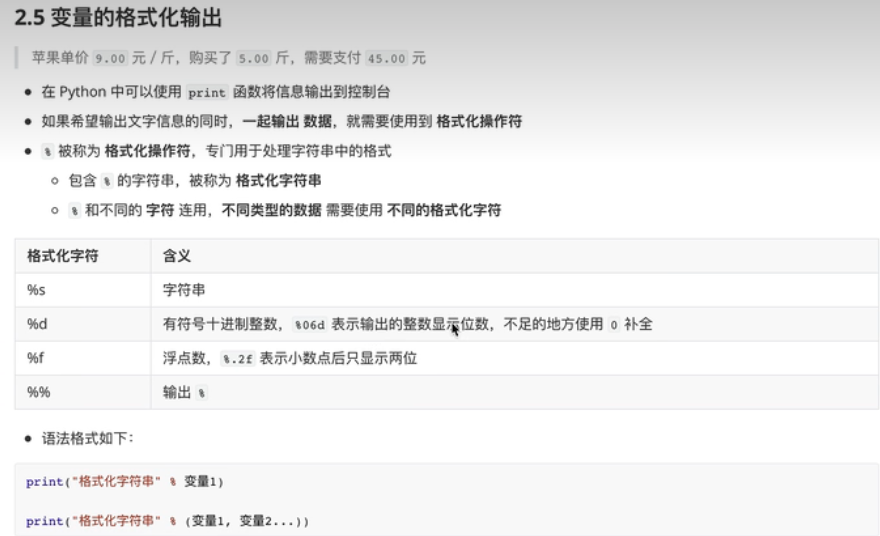 2.5 变量的格式化输出
苹果单价 9.00 元 / 斤，购买了 5.00 斤，需要支付 45.00 元
在 Python 中可以使用 print 函数将信息输出到控制台
如果希望输出文字信息的同时，一起输出 数据，就需要使用到 格式化操作符
% 被称为 格式化操作符，专门用于处理字符串中的格式
包含 % 的字符串，被称为 格式化字符串
% 和不同的 字符 连用，不同类型的数据 需要使用 不同的格式化字符
格式化字符 含义
%s 字符串
%d 有符号十进制整数，%06d 表示输出的整数显示位数，不足的地方使用 0 补全
%f 浮点数，%.2f 表示小数点后只显示两位
%% 输出 %
语法格式如下：
print("格式化字符串" % 变量1)
print("格式化字符串" % (变量1, 变量2...))